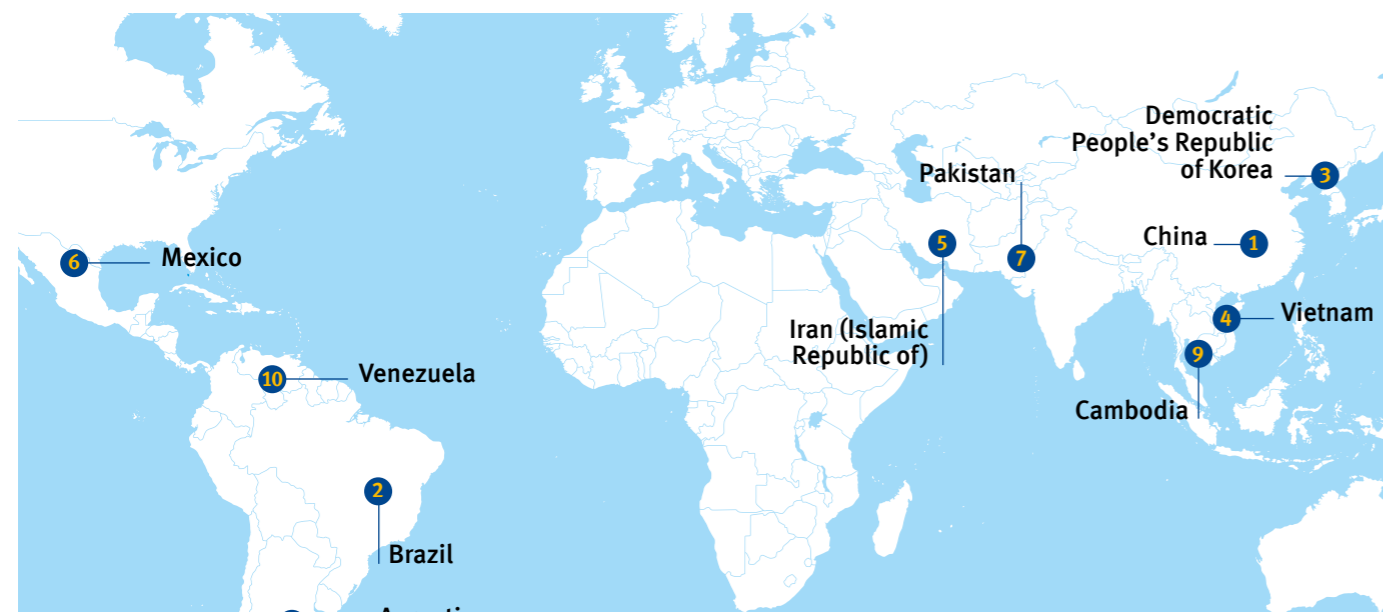 Democratic
People's Republic
of Korea
3
Pakistan
7
5
China
1
6
Mexico
4
Vietnam
Iran (Islamic
Republic of)
9
Cambodia
10
Venezuela
2
Brazil